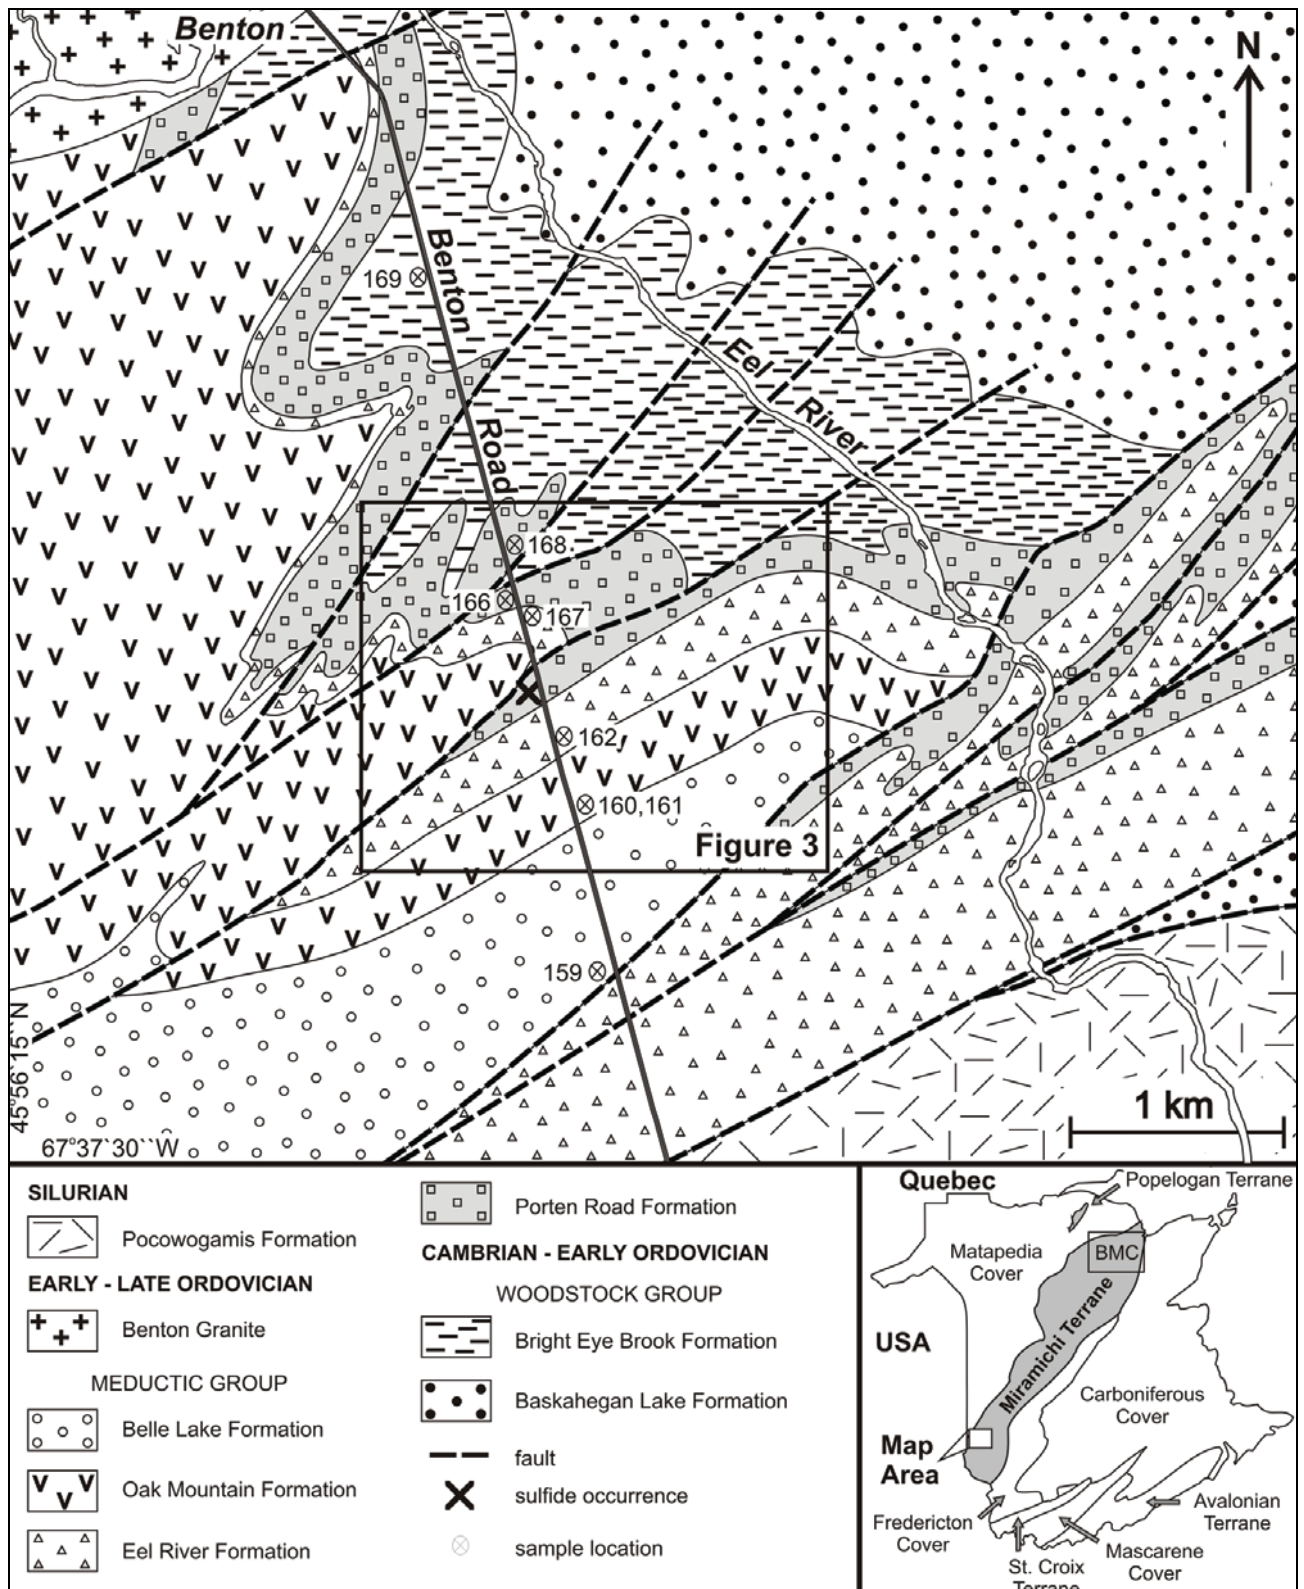 Benton
N
Benton
169
Road
Eel
River
168
166
167
162
160,161
Figure 3
159
45°56`15``N
67°37`30``W
1 km
SILURIAN
Pocowogamis Formation
EARLY - LATE ORDOVICIAN
Benton Granite
MEDUCTIC GROUP
Belle Lake Formation
Oak Mountain Formation
Eel River Formation
Porten Road Formation
CAMBRIAN - EARLY ORDOVICIAN
WOODSTOCK GROUP
Bright Eye Brook Formation
Baskahegan Lake Formation
fault
sulfide occurrence
sample location
Quebec
Popelogan Terrane
Matapedia
Cover
BMC
Miramichi Terrane
USA
Carboniferous
Cover
Map
Area
Fredericton
Cover
Avalonian
Terrane
Mascarene
Cover
St. Croix
Terrane